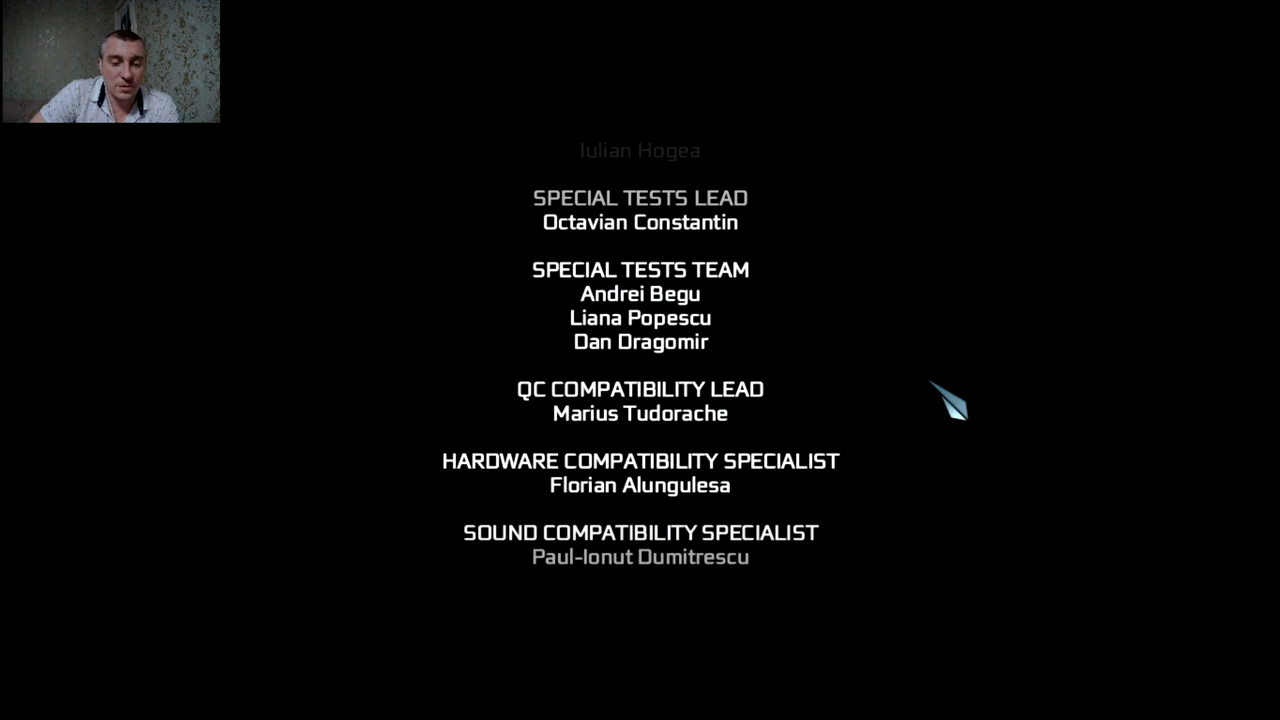 Iulian Hogea
SPECIAL TESTS LEAD
Octavian Constantin
SPECIAL TESTS TEAM
Andrei Begu
Liana Popescu
Dan Dragomir
QC COMPATIBILITY LEAD
Marius Tudorache
HARDWARE COMPATIBILITY SPECIALIST
Florian Alungulesa
SOUND COMPATIBILITY SPECIALIST
Paul-Ionut Dumitrescu